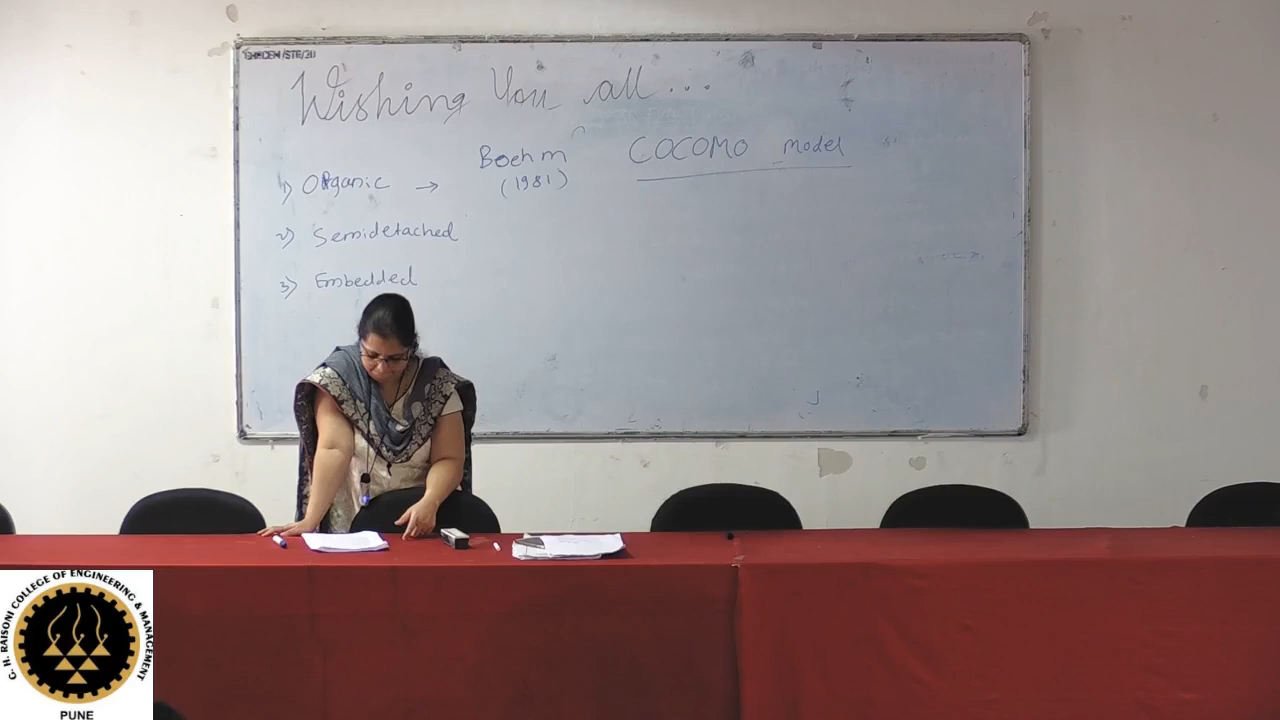 Wishing You all...
Boehm COCOMO model
(1981)
1) Organic →
2) Semidetached
3) Embedded
G. H. RAISONI COLLEGE OF ENGINEERING & MANAGEMENT
PUNE